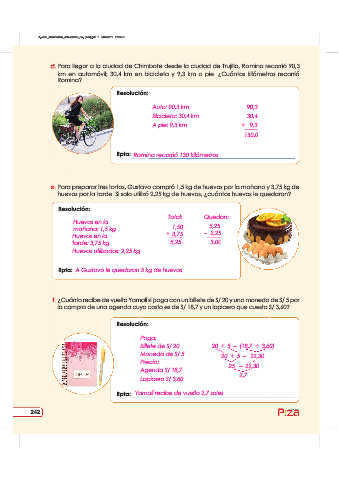 d. Para llegar a la ciudad de Chimbote desde la ciudad de Trujillo, Romina recorrió 90,3
km en automóvil; 30,4 km en bicicleta y 9,3 km a pie. ¿Cuántos kilómetros recorrió
Romina?
Resolución:
Auto: 90,3 km
Bicicleta: 30,4 km
A pie: 9,3 km
90,3
30,4
+ 9,3
130,0
Rpta: Romina recorrió 130 kilómetros
e. Para preparar tres tortas, Gustavo compró 1,5 kg de huevos por la mañana y 3,75 kg de
huevos por la tarde. Si solo utilizó 2,25 kg de huevos, ¿cuántos huevos le quedaron?
Resolución:
Huevos en la
mañana: 1,5 kg
Huevos en la
tarde: 3,75 kg
Huevos utilizados: 2,25 kg
Total:
1,50
+ 3,75
5,25
Quedan:
5,25
– 2,25
3,00
Rpta: A Gustavo le quedaron 3 kg de huevos
f. ¿Cuánto recibe de vuelto Yamalí si paga con un billete de S/ 20 y una moneda de S/ 5 por
la compra de una agenda cuyo costo es de S/ 18,7 y un lapicero que cuesta S/ 3,60?
Resolución:
Paga:
Billete de S/ 20
Moneda de S/ 5
Precio:
Agenda S/ 18,7
Lapicero S/ 3,60
20 + 5 – (18,7 + 3,60)
20 + 5 – 22,30
25 – 22,30
2,7
Rpta: Yamalí recibe de vuelto 2,7 soles
242